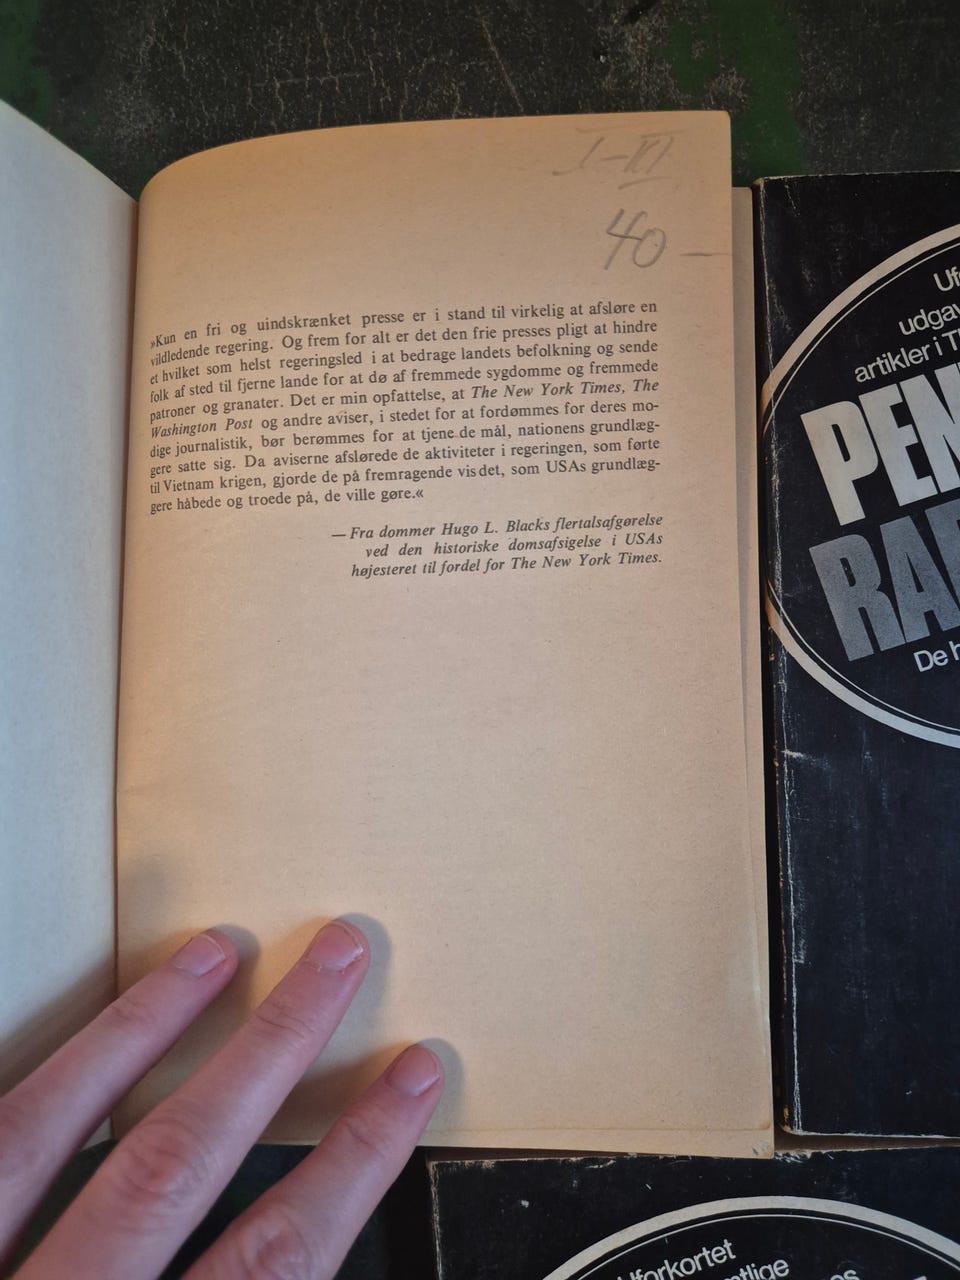 I-III
40 —
»Kun en fri og uindskrænket presse er i stand til virkelig at afsløre en
vildledende regering. Og frem for alt er det den frie presses pligt at hindre
et hvilket som helst regeringsled i at bedrage landets befolkning og sende
folk af sted til fjerne lande for at dø af fremmede sygdomme og fremmede
patroner og granater. Det er min opfattelse, at The New York Times, The
Washington Post og andre aviser, i stedet for at fordømmes for deres mo-
dige journalistik, bør berømmes for at tjene de mål, nationens grundlæg-
gere satte sig. Da aviserne afslørede de aktiviteter i regeringen, som førte
til Vietnam krigen, gjorde de på fremragende vis det, som USAs grundlæg-
gere håbede og troede på, de ville gøre.«
— Fra dommer Hugo L. Blacks flertalsafgørelse
ved den historiske domsafsigelse i USAs
højesteret til fordel for The New York Times.
Uf
udgav
artikler i T
PEN
RAP
De h
Uforkortet
mtlige